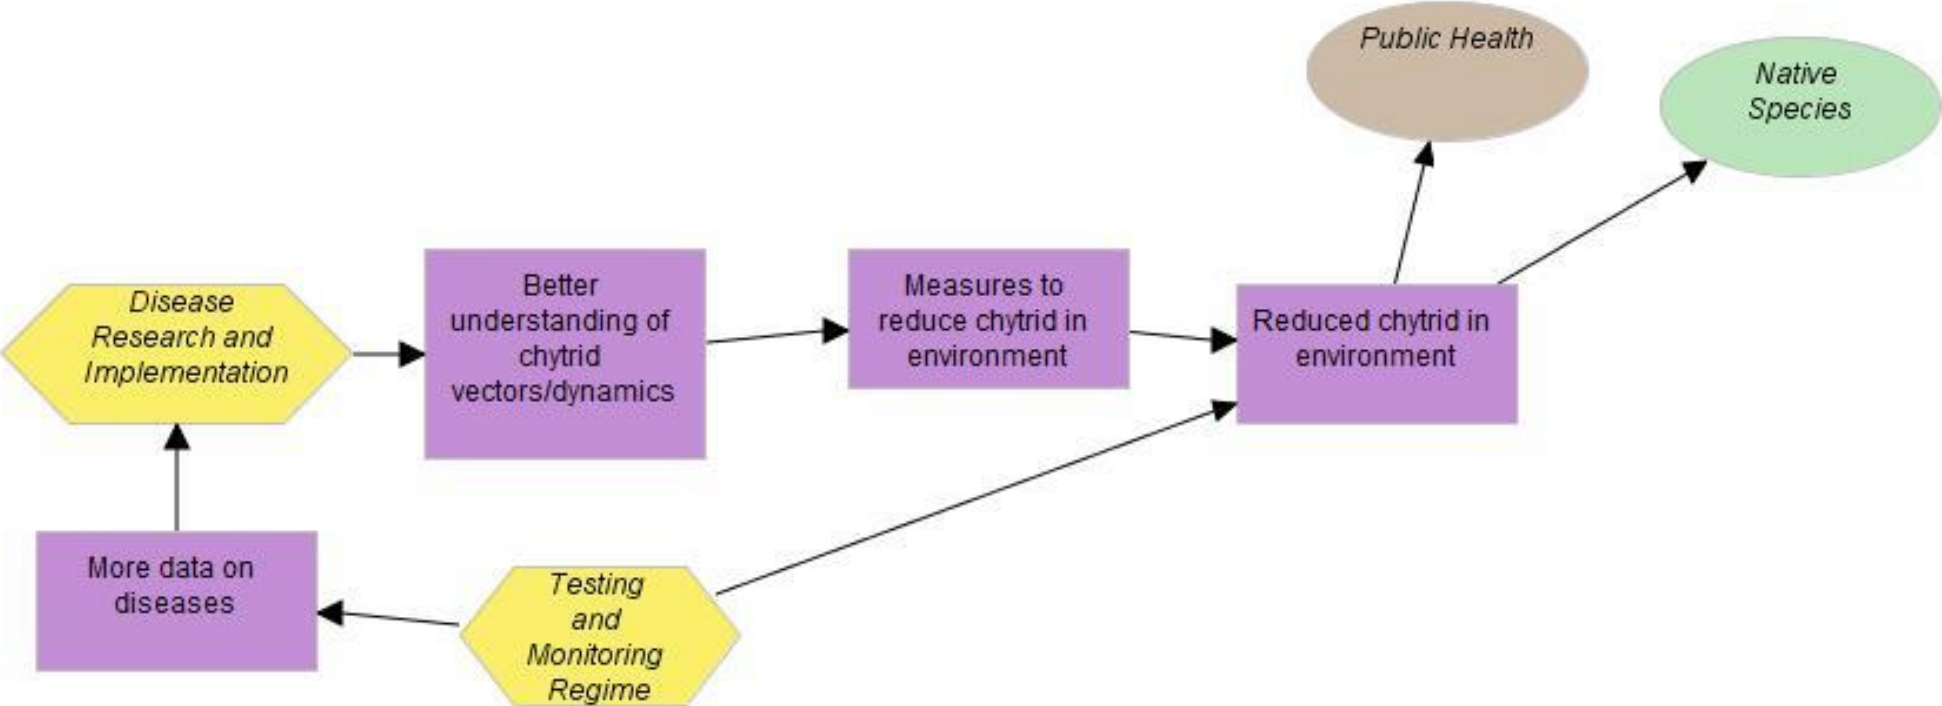 Public Health
Native
Species
Disease
Research and
Implementation
Better
understanding of
chytrid
vectors/dynamics
Measures to
reduce chytrid in
environment
Reduced chytrid in
environment
More data on
diseases
Testing
and
Monitoring
Regime